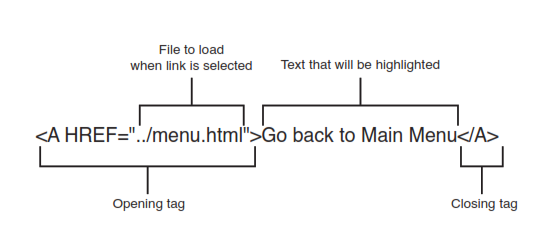 File to load
when link is selected
Text that will be highlighted
<A HREF="../menu.html">Go back to Main Menu</A>
Opening tag
Closing tag